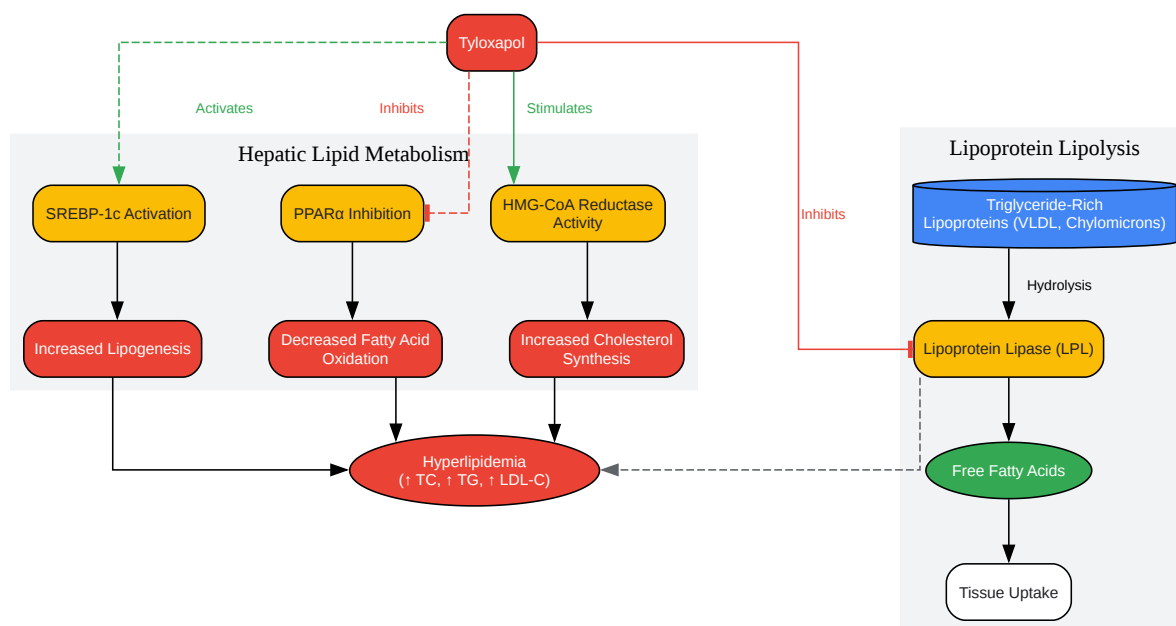 Tyloxapol
Activates
Inhibits
Stimulates
Hepatic Lipid Metabolism
Lipoprotein Lipolysis
SREBP-1c Activation
PPARα Inhibition
HMG-CoA Reductase
Activity
Inhibits
Triglyceride-Rich
Lipoproteins (VLDL, Chylomicrons)
Hydrolysis
Increased Lipogenesis
Decreased Fatty Acid
Oxidation
Increased Cholesterol
Synthesis
Lipoprotein Lipase (LPL)
Hyperlipidemia
(↑ TC, ↑ TG, ↑ LDL-C)
Free Fatty Acids
Tissue Uptake